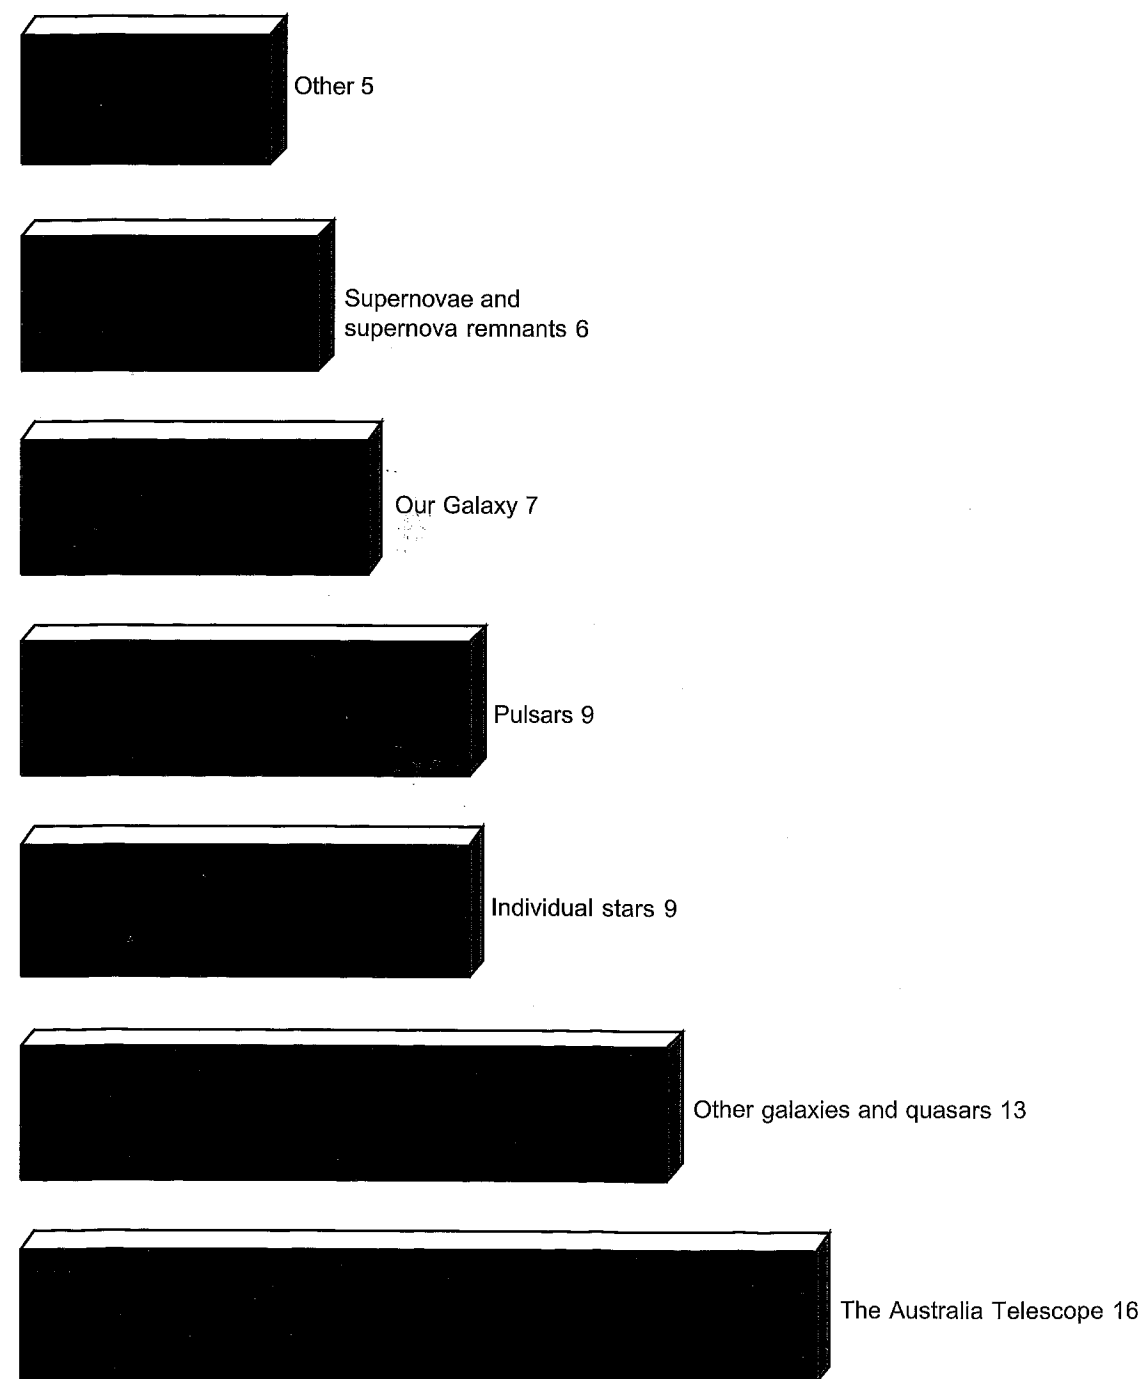 Other 5
Supernovae and
supernova remnants 6
Our Galaxy 7
Pulsars 9
Individual stars 9
Other galaxies and quasars 13
The Australia Telescope 16